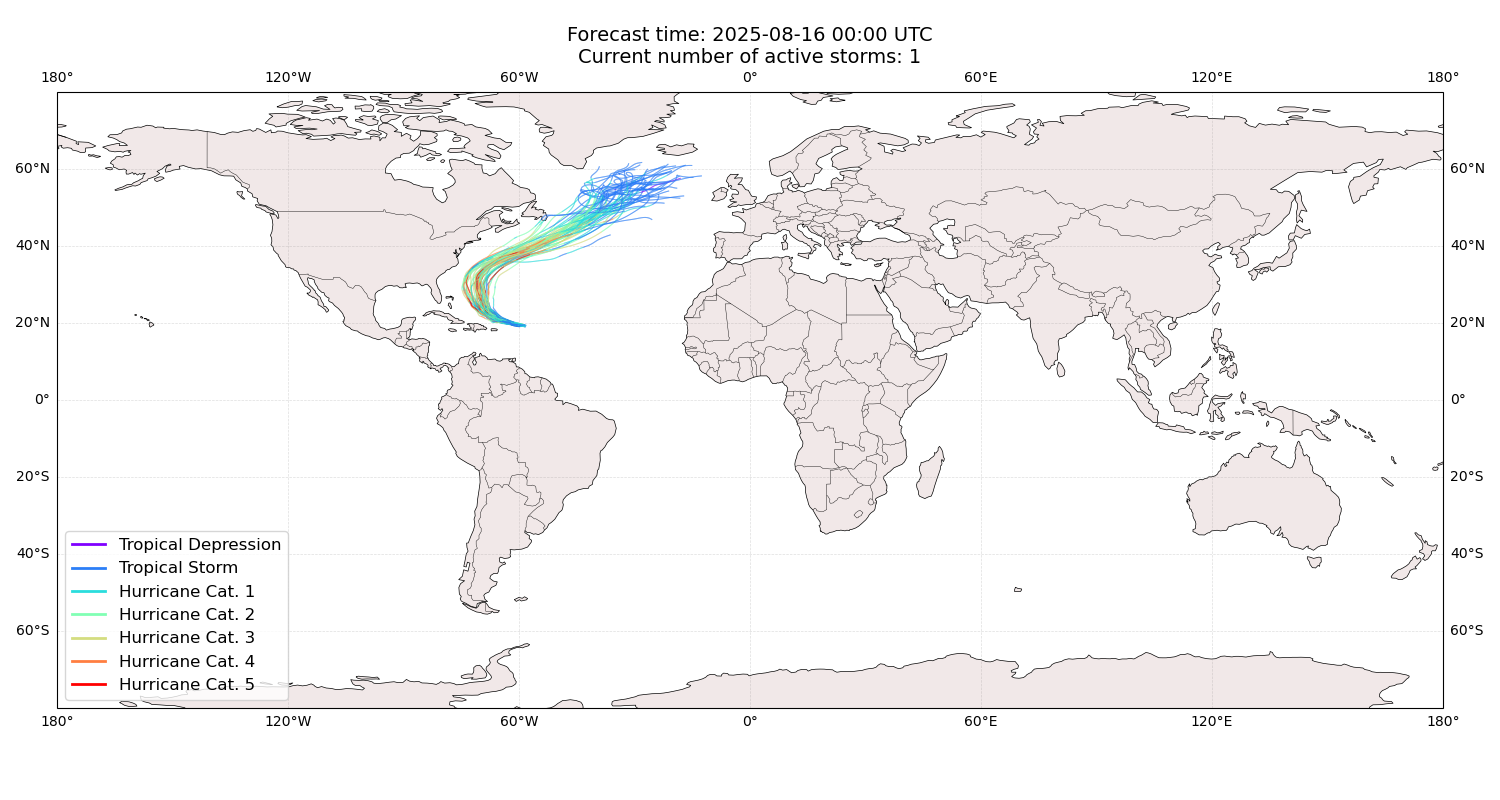 Forecast time: 2025-08-16 00:00 UTC
Current number of active storms: 1
180° 120°W 60°W 0° 60°E 120°E 180°
60°N 60°N
40°N 40°N
20°N 20°N
0° 0°
20°S 20°S
40°S 40°S
60°S 60°S
Tropical Depression
Tropical Storm
Hurricane Cat. 1
Hurricane Cat. 2
Hurricane Cat. 3
Hurricane Cat. 4
Hurricane Cat. 5
180° 120°W 60°W 0° 60°E 120°E 180°